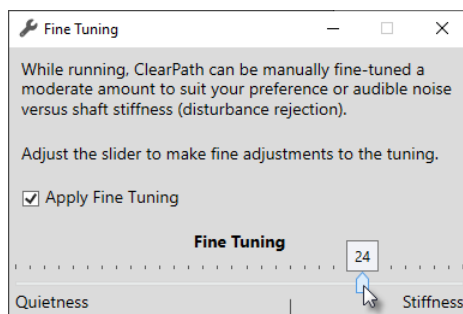 Fine Tuning
While running, ClearPath can be manually fine-tuned a
moderate amount to suit your preference or audible noise
versus shaft stiffness (disturbance rejection).
Adjust the slider to make fine adjustments to the tuning.
Apply Fine Tuning
Fine Tuning
24
Quietness
Stiffness